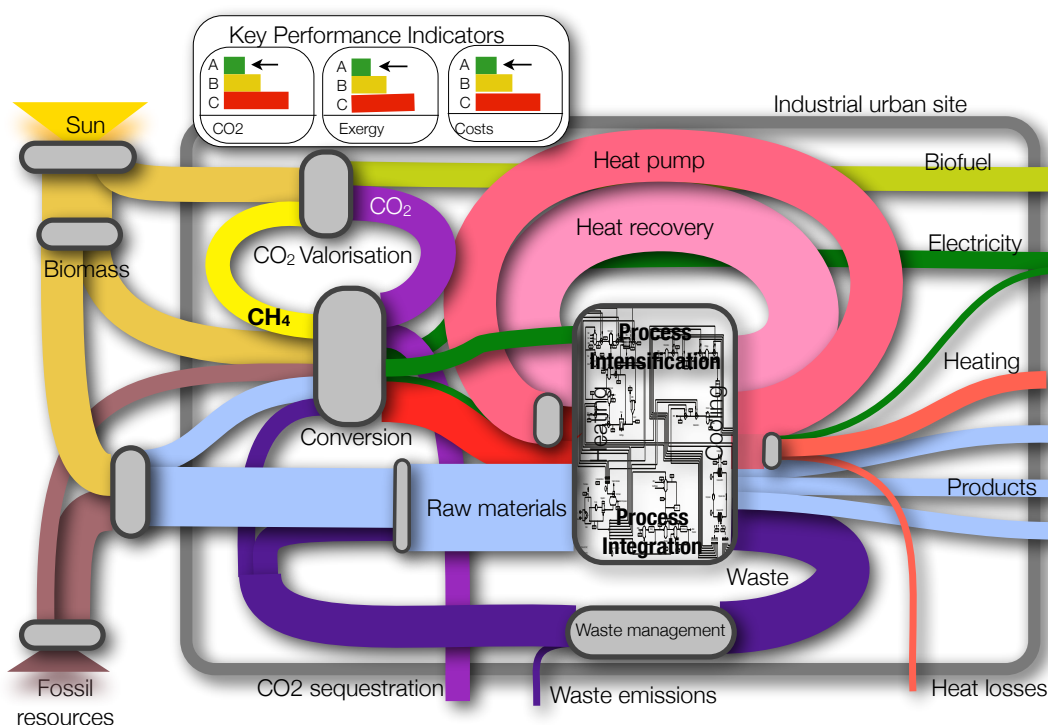 Key Performance Indicators
A
B
C
CO2
A
B
C
Exergy
A
B
C
Costs
Industrial urban site
Sun
Heat pump
Biofuel
CO₂
Heat recovery
Electricity
CO₂ Valorisation
Biomass
CH₄
Process
Intensification
Heating
Cooling
Heating
Conversion
Raw materials
Products
Process
Integration
Waste
Waste management
Fossil
resources
CO2 sequestration
Waste emissions
Heat losses